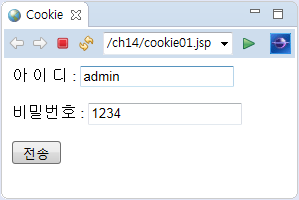 Cookie
/ch14/cookie01.jsp
아 이 디 : admin
비밀번호 : 1234
전송